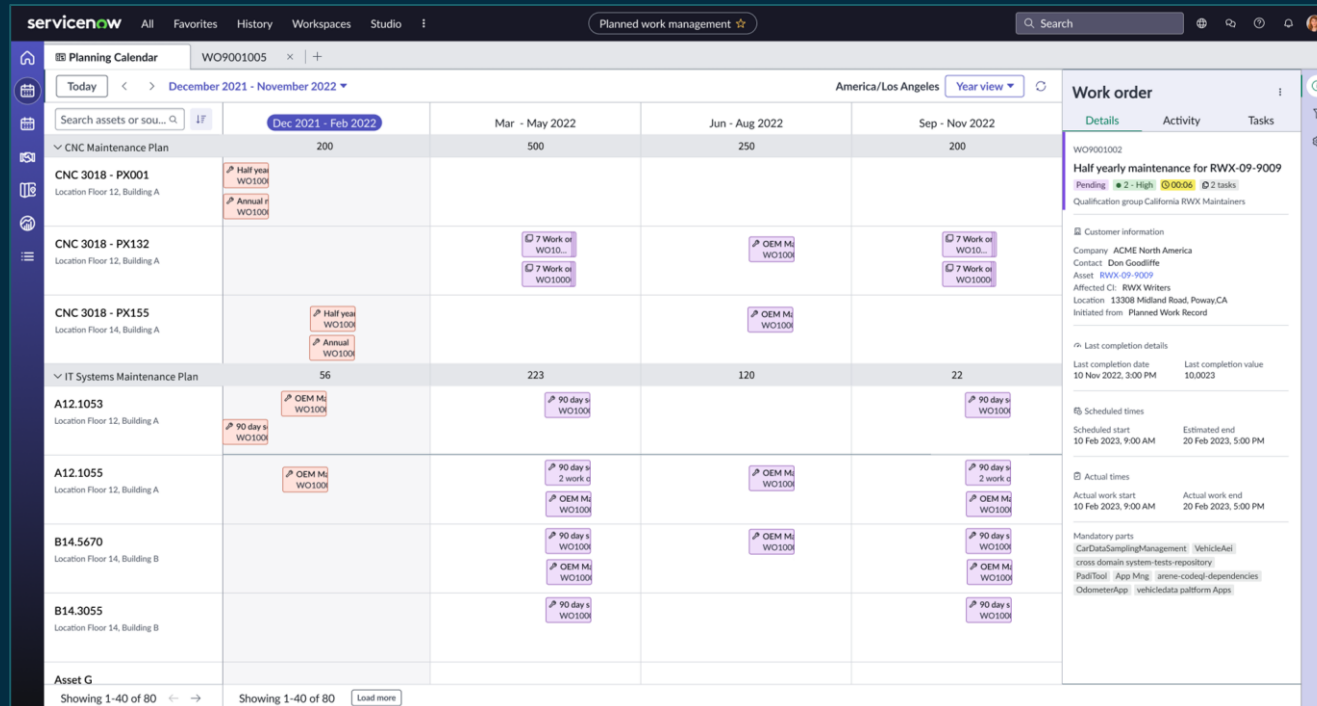 servicenow All Favorites History Workspaces Studio Planned work management Search
Planning Calendar WO9001005
Today December 2021 - November 2022 America/Los Angeles Year view
Search assets or sou... Dec 2021 - Feb 2022 Mar - May 2022 Jun - Aug 2022 Sep - Nov 2022
CNC Maintenance Plan 200 500 250 200
CNC 3018 - PX001
Location Floor 12, Building A
Half yea
WO100
Annual r
WO100
CNC 3018 - PX132
Location Floor 12, Building A
7 Work or
WO10...
7 Work or
WO1000
OEM Ma
WO100
7 Work or
WO10...
7 Work or
WO1000
CNC 3018 - PX155
Location Floor 14, Building A
Half yea
WO100
Annual
WO100
OEM Ma
WO100
IT Systems Maintenance Plan 56 223 120 22
A12.1053
Location Floor 12, Building A
OEM Ma
WO100
90 day s
WO100
90 day s
WO100
90 day s
WO100
A12.1055
Location Floor 12, Building A
OEM Ma
WO100
90 day s
2 work o
OEM Ma
WO100
OEM Ma
WO100
90 day s
2 work o
OEM Ma
WO100
B14.5670
Location Floor 14, Building B
90 day s
WO100
OEM Ma
WO100
OEM Ma
WO100
90 day s
WO100
OEM Ma
WO100
B14.3055
Location Floor 14, Building B
90 day s
WO100
90 day s
WO100
Asset G
Showing 1-40 of 80 Showing 1-40 of 80 Load more
Work order
Details Activity Tasks
WO9001002
Half yearly maintenance for RWX-09-9009
Pending 2 - High 00:06 2 tasks
Qualification group California RWX Maintainers
Customer information
Company ACME North America
Contact Don Goodliffe
Asset RWX-09-9009
Affected CI: RWX Writers
Location 13308 Midland Road, Poway,CA
Initiated from Planned Work Record
Last completion details
Last completion date Last completion value
10 Nov 2022, 3:00 PM 10,0023
Scheduled times
Scheduled start Estimated end
10 Feb 2023, 9:00 AM 20 Feb 2023, 5:00 PM
Actual times
Actual work start Actual work end
10 Feb 2023, 9:00 AM 20 Feb 2023, 5:00 PM
Mandatory parts
CarDataSamplingManagement VehicleAei
cross domain system-tests-repository
PadiTool App Mng arene-codeql-dependencies
OdometerApp vehicledata paltform Apps